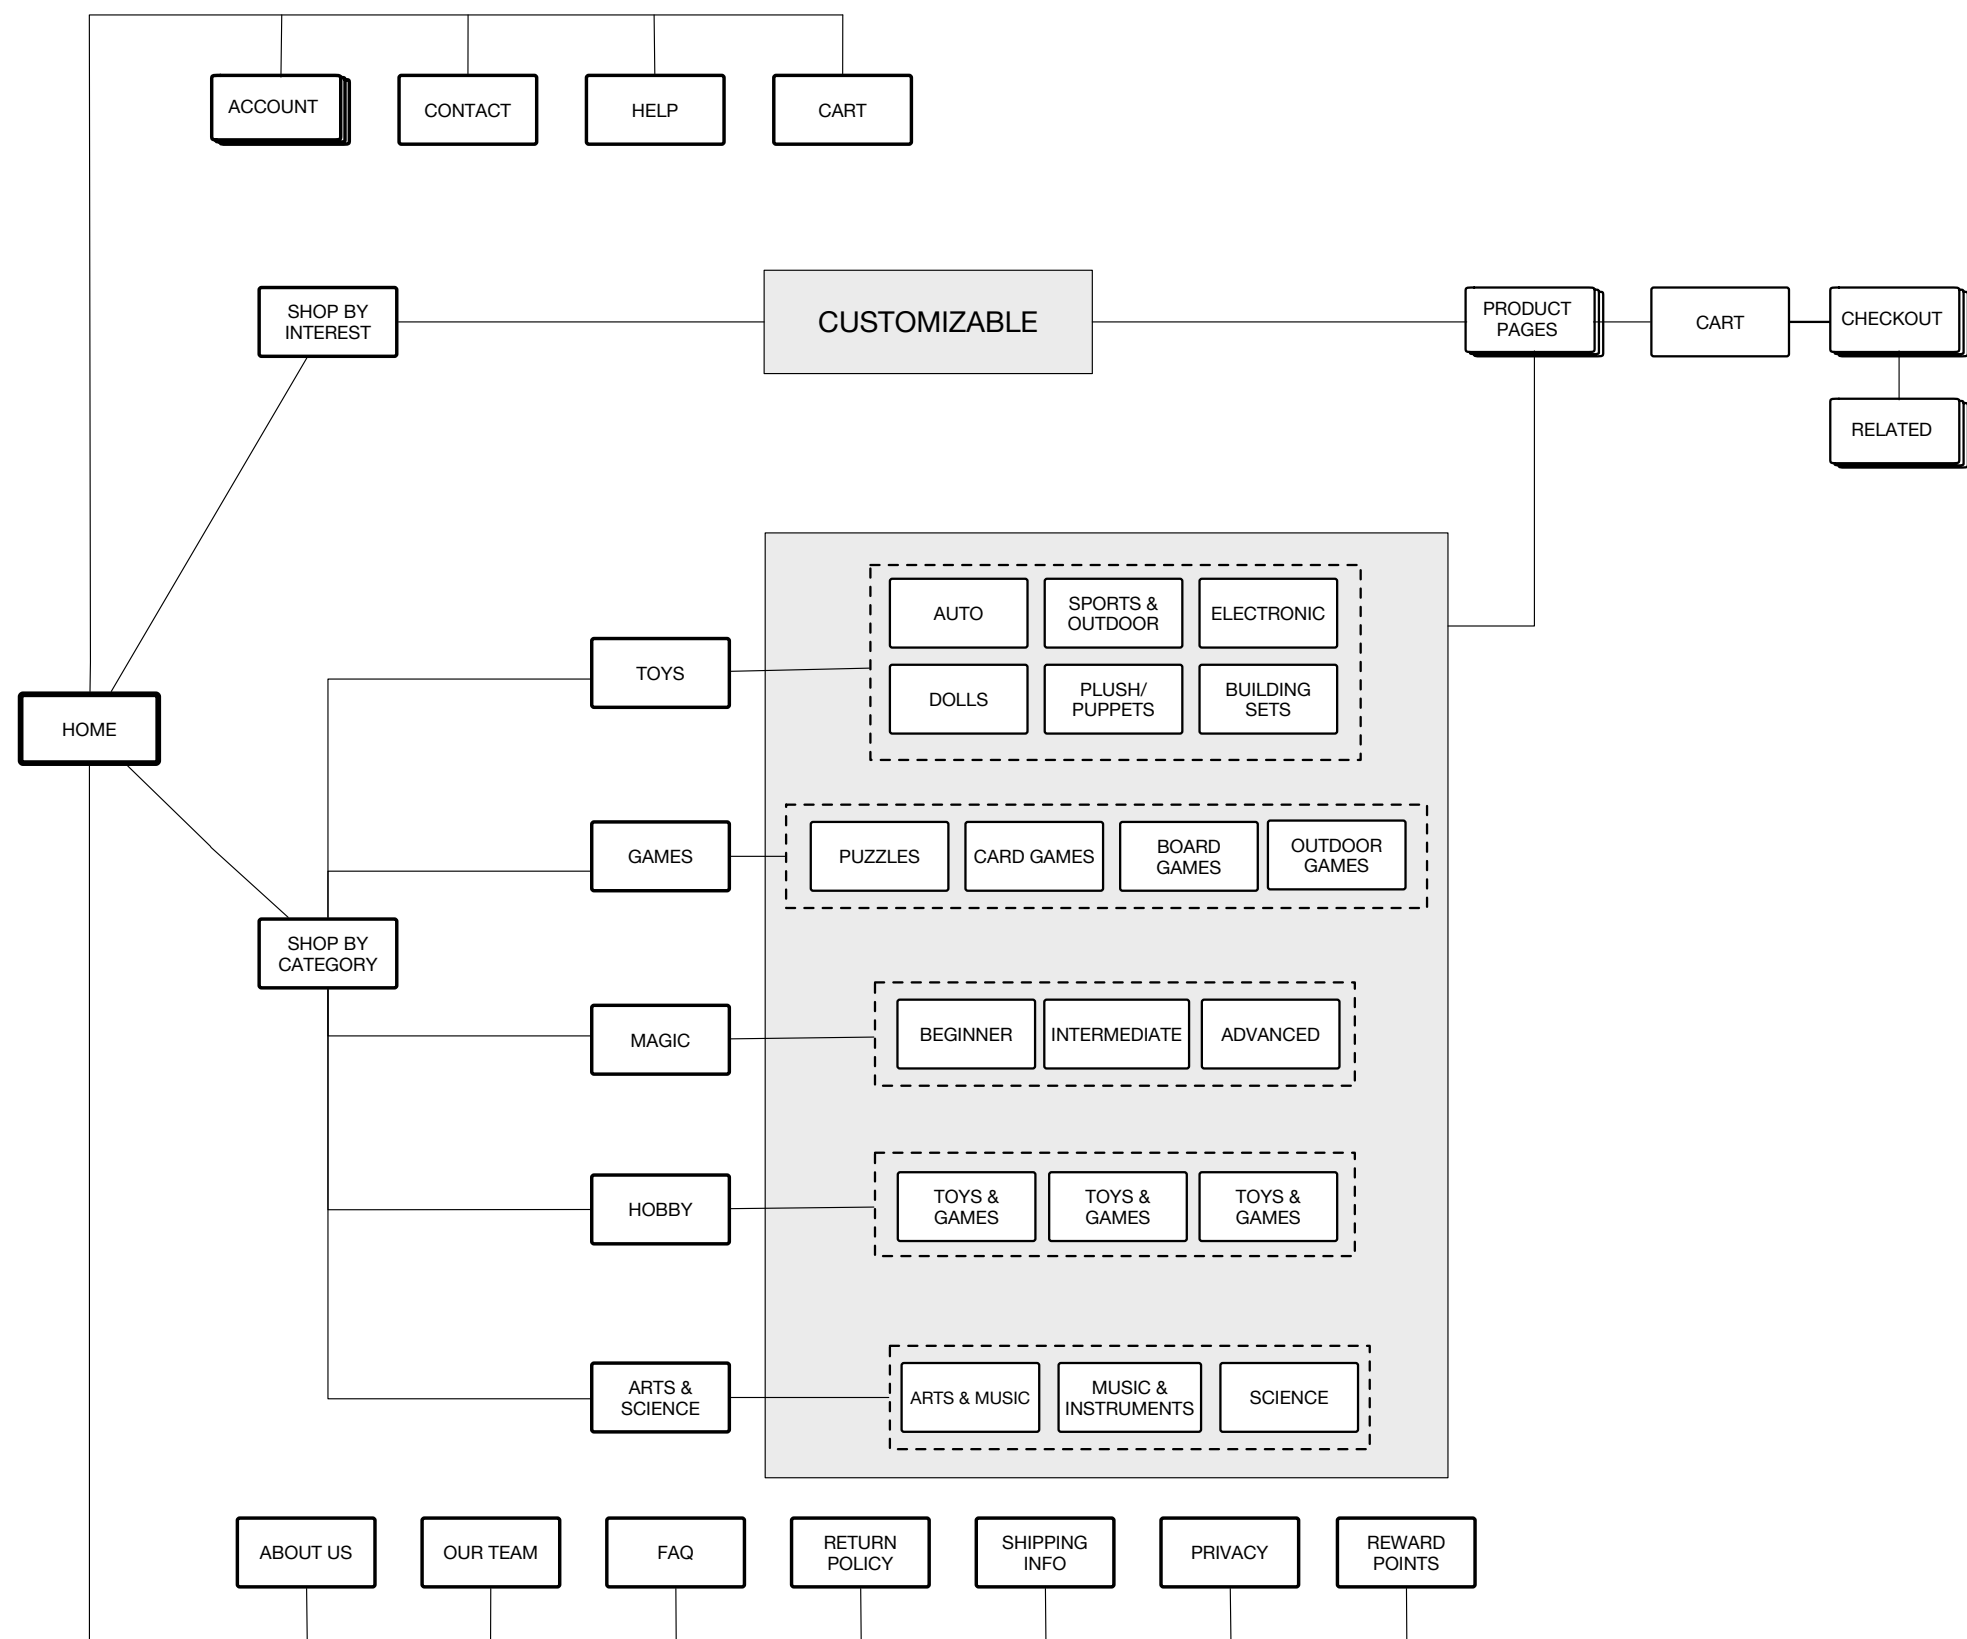 ACCOUNT
CONTACT
HELP
CART
SHOP BY
INTEREST
CUSTOMIZABLE
PRODUCT
PAGES
CART
CHECKOUT
RELATED
HOME
SHOP BY
CATEGORY
TOYS
AUTO
SPORTS &
OUTDOOR
ELECTRONIC
DOLLS
PLUSH/
PUPPETS
BUILDING
SETS
GAMES
PUZZLES
CARD GAMES
BOARD
GAMES
OUTDOOR
GAMES
MAGIC
BEGINNER
INTERMEDIATE
ADVANCED
HOBBY
TOYS &
GAMES
TOYS &
GAMES
TOYS &
GAMES
ARTS &
SCIENCE
ARTS & MUSIC
MUSIC &
INSTRUMENTS
SCIENCE
ABOUT US
OUR TEAM
FAQ
RETURN
POLICY
SHIPPING
INFO
PRIVACY
REWARD
POINTS